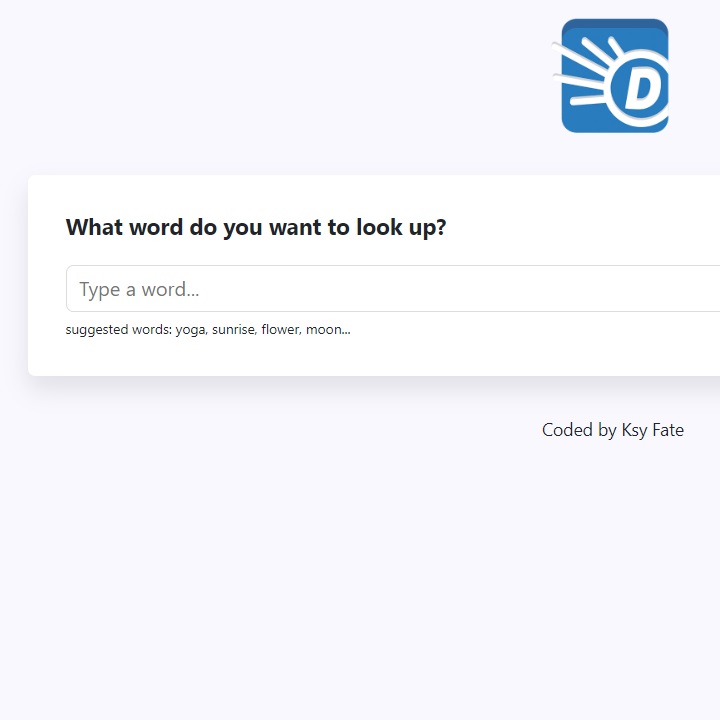 D
What word do you want to look up?
Type a word...
suggested words: yoga, sunrise, flower, moon...
Coded by Ksy Fate